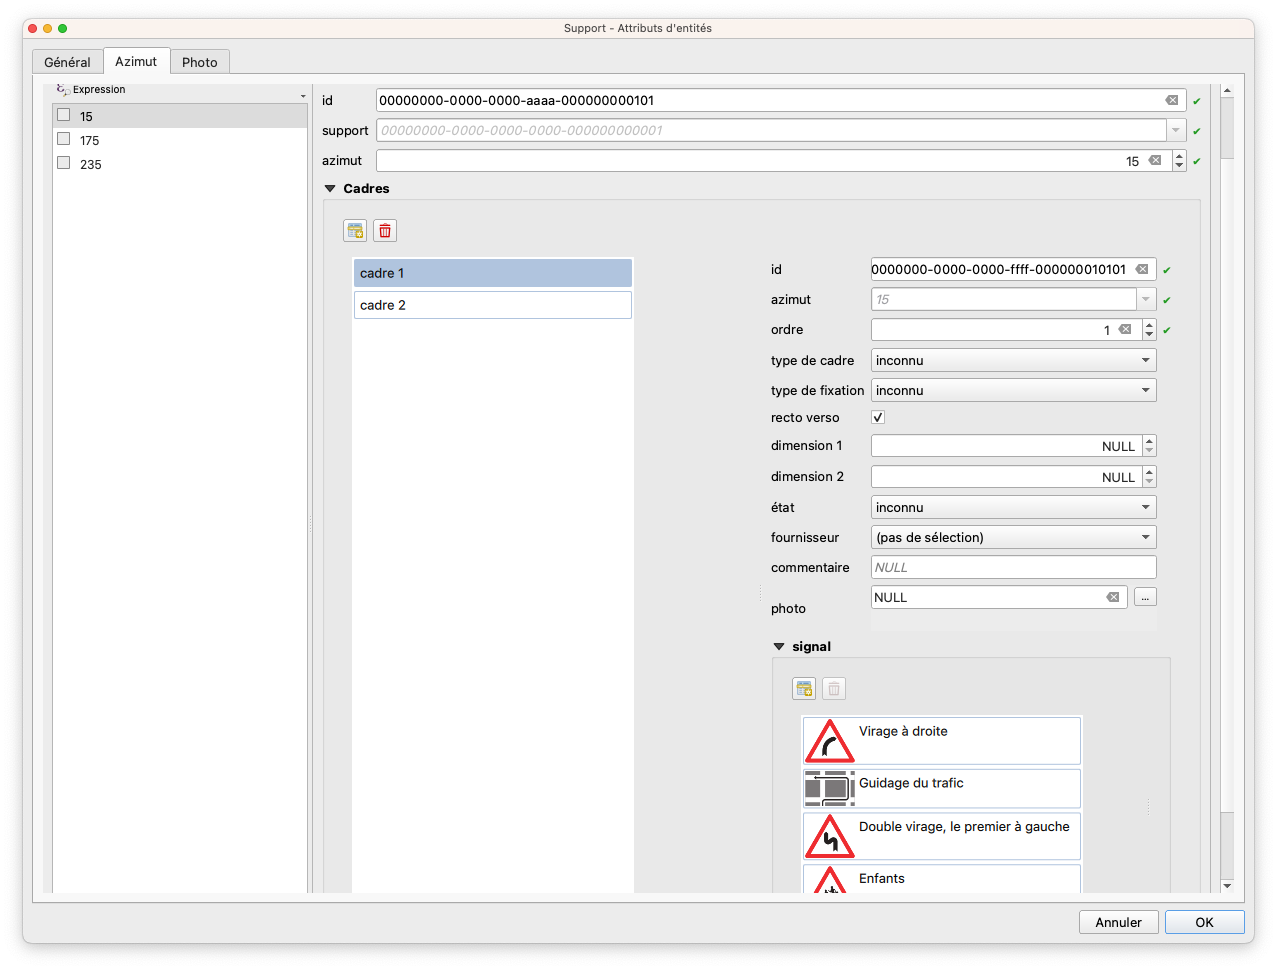 Support - Attributs d'entités
Général
Azimut
Photo
Expression
15
175
235
id
00000000-0000-0000-aaaa-000000000101
support
00000000-0000-0000-0000-000000000001
azimut
15
Cadres
cadre 1
cadre 2
id
0000000-0000-0000-ffff-000000010101
azimut
15
ordre
1
type de cadre
inconnu
type de fixation
inconnu
recto verso
dimension 1
NULL
dimension 2
NULL
état
inconnu
fournisseur
(pas de sélection)
commentaire
NULL
photo
NULL
...
signal
Virage à droite
Guidage du trafic
Double virage, le premier à gauche
Enfants
Annuler
OK